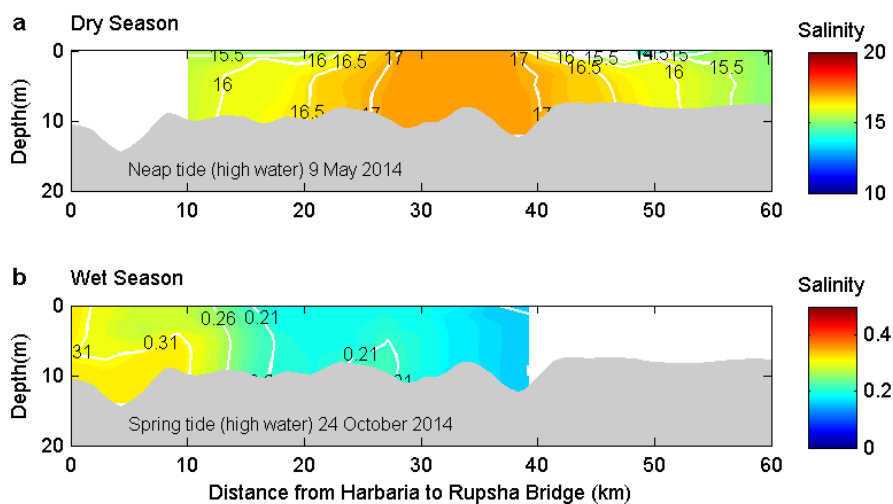 a Dry Season
Salinity
0
10
20
Depth(m)
15.5
16
16.5
17
17
16
16.5
15.5
16
16.5
17
17
16
15.5
Neap tide (high water) 9 May 2014
0 10 20 30 40 50 60
20
15
10
b Wet Season
Salinity
0
10
20
Depth(m)
0.26
0.21
31
0.31
0.21
Spring tide (high water) 24 October 2014
0 10 20 30 40 50 60
0.4
0.2
0
Distance from Harbaria to Rupsha Bridge (km)